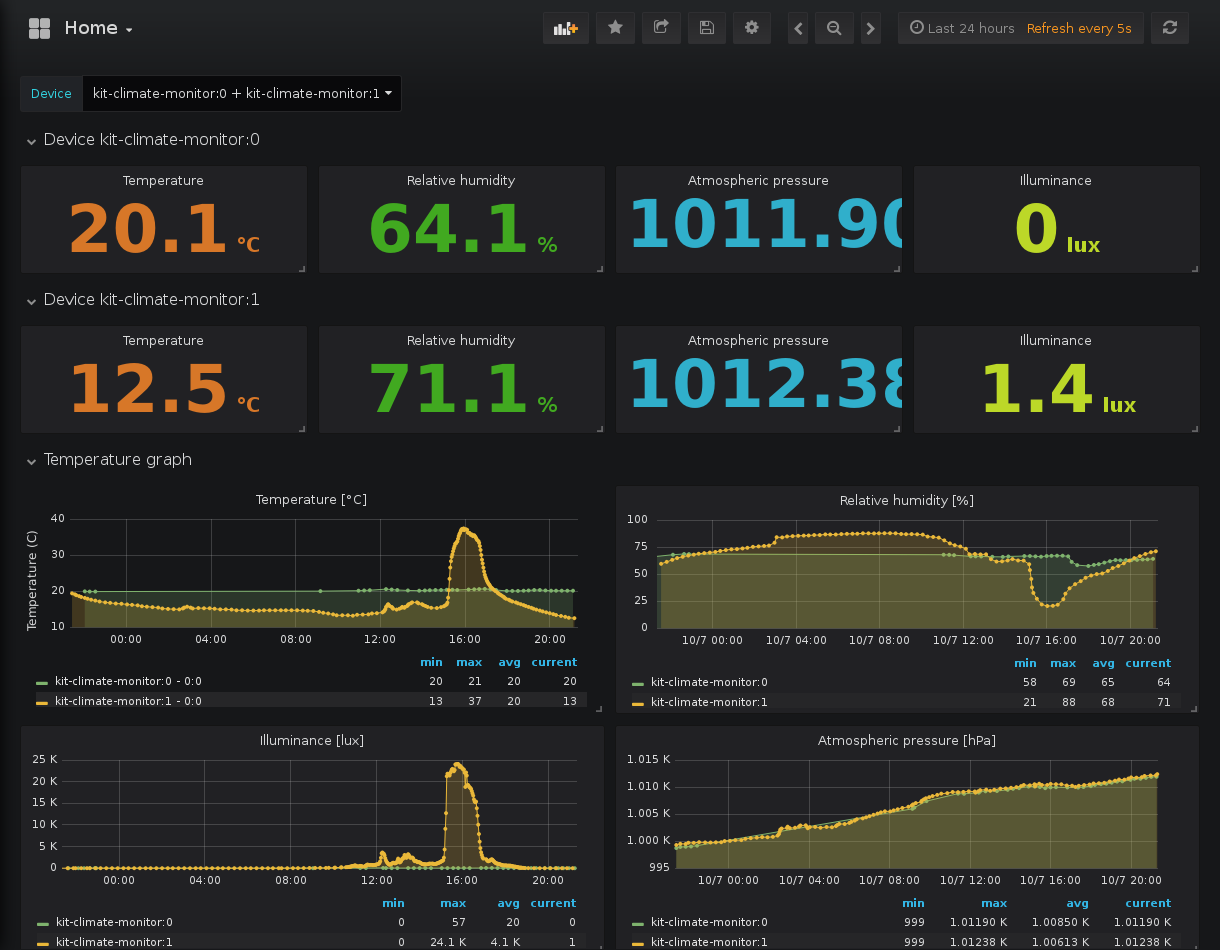 Home
Last 24 hours Refresh every 5s
Device kit-climate-monitor:0 + kit-climate-monitor:1
Device kit-climate-monitor:0
Temperature Relative humidity Atmospheric pressure Illuminance
20.1 °C 64.1 % 1011.90 0 lux
Device kit-climate-monitor:1
Temperature Relative humidity Atmospheric pressure Illuminance
12.5 °C 71.1 % 1012.38 1.4 lux
Temperature graph
Temperature [°C]
Temperature (C)
40
30
20
10
00:00 04:00 08:00 12:00 16:00 20:00
min max avg current
kit-climate-monitor:0 - 0:0 20 21 20 20
kit-climate-monitor:1 - 0:0 13 37 20 13
Relative humidity [%]
100
75
50
25
0
10/7 00:00 10/7 04:00 10/7 08:00 10/7 12:00 10/7 16:00 10/7 20:00
min max avg current
kit-climate-monitor:0 58 69 65 64
kit-climate-monitor:1 21 88 68 71
Illuminance [lux]
25 K
20 K
15 K
10 K
5 K
0
00:00 04:00 08:00 12:00 16:00 20:00
min max avg current
kit-climate-monitor:0 0 57 20 0
kit-climate-monitor:1 0 24.1 K 4.1 K 1
Atmospheric pressure [hPa]
1.015 K
1.010 K
1.005 K
1.000 K
995
10/7 00:00 10/7 04:00 10/7 08:00 10/7 12:00 10/7 16:00 10/7 20:00
min max avg current
kit-climate-monitor:0 999 1.01190 K 1.00850 K 1.01190 K
kit-climate-monitor:1 999 1.01238 K 1.00613 K 1.01238 K